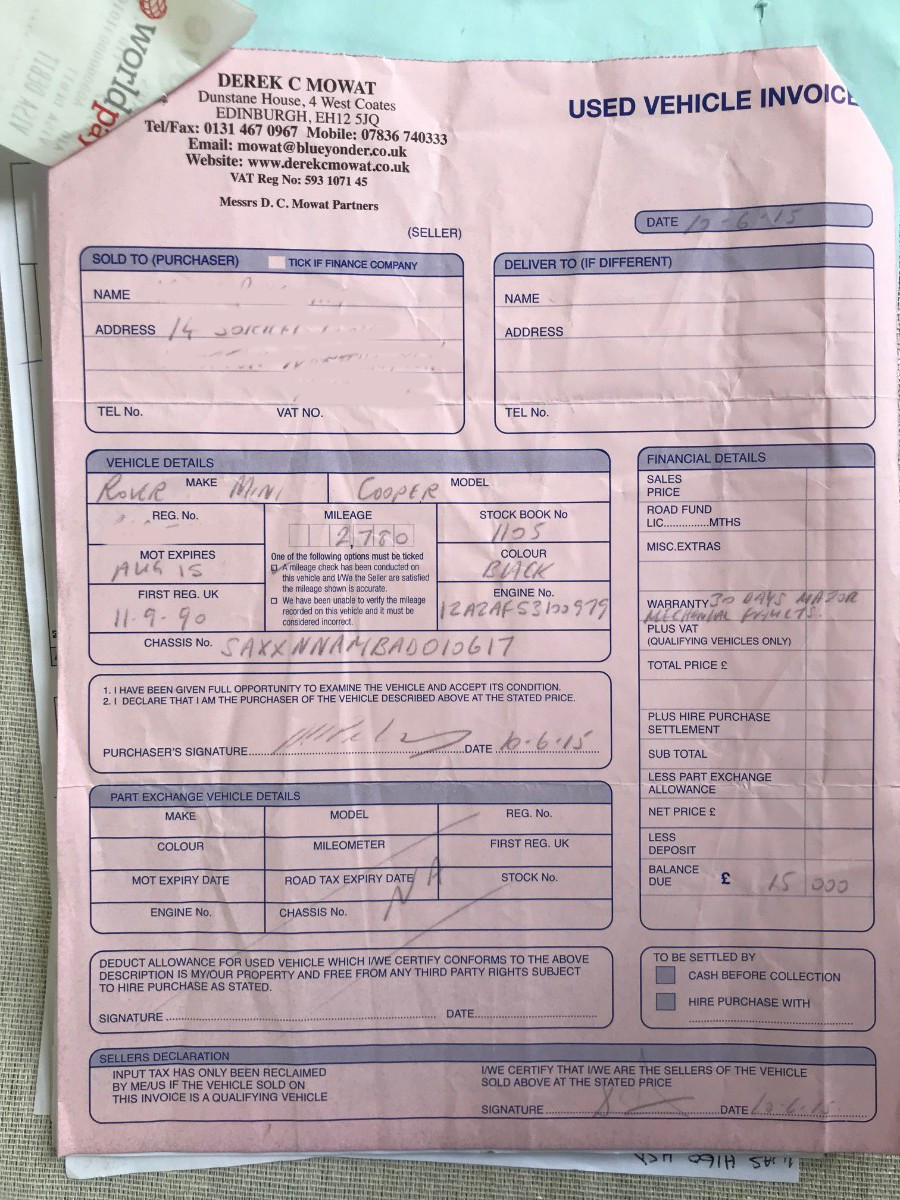 worldpay
DEREK C MOWAT
Dunstane House, 4 West Coates
EDINBURGH, EH12 5JQ
Tel/Fax: 0131 467 0967 Mobile: 07836 740333
Email: mowat@blueyonder.co.uk
Website: www.derekcmowat.co.uk
VAT Reg No: 593 1071 45
Messrs D. C. Mowat Partners
(SELLER)
USED VEHICLE INVOICE
DATE 10-6-15
SOLD TO (PURCHASER) TICK IF FINANCE COMPANY
NAME
ADDRESS 14
TEL No. VAT NO.
DELIVER TO (IF DIFFERENT)
NAME
ADDRESS
TEL No.
VEHICLE DETAILS
ROVER MAKE MINI COOPER MODEL
REG. No.
MILEAGE
2,780
STOCK BOOK No
1105
MOT EXPIRES
AUG 15
One of the following options must be ticked
A mileage check has been conducted on
this vehicle and I/We the Seller are satisfied
the mileage shown is accurate.
We have been unable to verify the mileage
recorded on this vehicle and it must be
considered incorrect.
COLOUR
BLACK
FIRST REG. UK
11-9-90
ENGINE No.
12A2AF53100979
CHASSIS No. SAXXNNAMBAD010617
FINANCIAL DETAILS
SALES
PRICE
ROAD FUND
LIC..............MTHS
MISC.EXTRAS
WARRANTY 30 DAYS MAJOR
MECHANICAL
PLUS VAT
(QUALIFYING VEHICLES ONLY)
TOTAL PRICE £
PLUS HIRE PURCHASE
SETTLEMENT
SUB TOTAL
LESS PART EXCHANGE
ALLOWANCE
NET PRICE £
LESS
DEPOSIT
BALANCE
DUE £ 15 000
1. I HAVE BEEN GIVEN FULL OPPORTUNITY TO EXAMINE THE VEHICLE AND ACCEPT ITS CONDITION.
2. I DECLARE THAT I AM THE PURCHASER OF THE VEHICLE DESCRIBED ABOVE AT THE STATED PRICE.
PURCHASER'S SIGNATURE DATE 10-6-15
PART EXCHANGE VEHICLE DETAILS
MAKE MODEL REG. No.
COLOUR MILEOMETER FIRST REG. UK
MOT EXPIRY DATE ROAD TAX EXPIRY DATE STOCK No.
NA
ENGINE No. CHASSIS No.
DEDUCT ALLOWANCE FOR USED VEHICLE WHICH I/WE CERTIFY CONFORMS TO THE ABOVE
DESCRIPTION IS MY/OUR PROPERTY AND FREE FROM ANY THIRD PARTY RIGHTS SUBJECT
TO HIRE PURCHASE AS STATED.
SIGNATURE DATE
TO BE SETTLED BY
CASH BEFORE COLLECTION
HIRE PURCHASE WITH
SELLERS DECLARATION
INPUT TAX HAS ONLY BEEN RECLAIMED
BY ME/US IF THE VEHICLE SOLD ON
THIS INVOICE IS A QUALIFYING VEHICLE
I/WE CERTIFY THAT I/WE ARE THE SELLERS OF THE VEHICLE
SOLD ABOVE AT THE STATED PRICE
SIGNATURE DATE 10-6-15